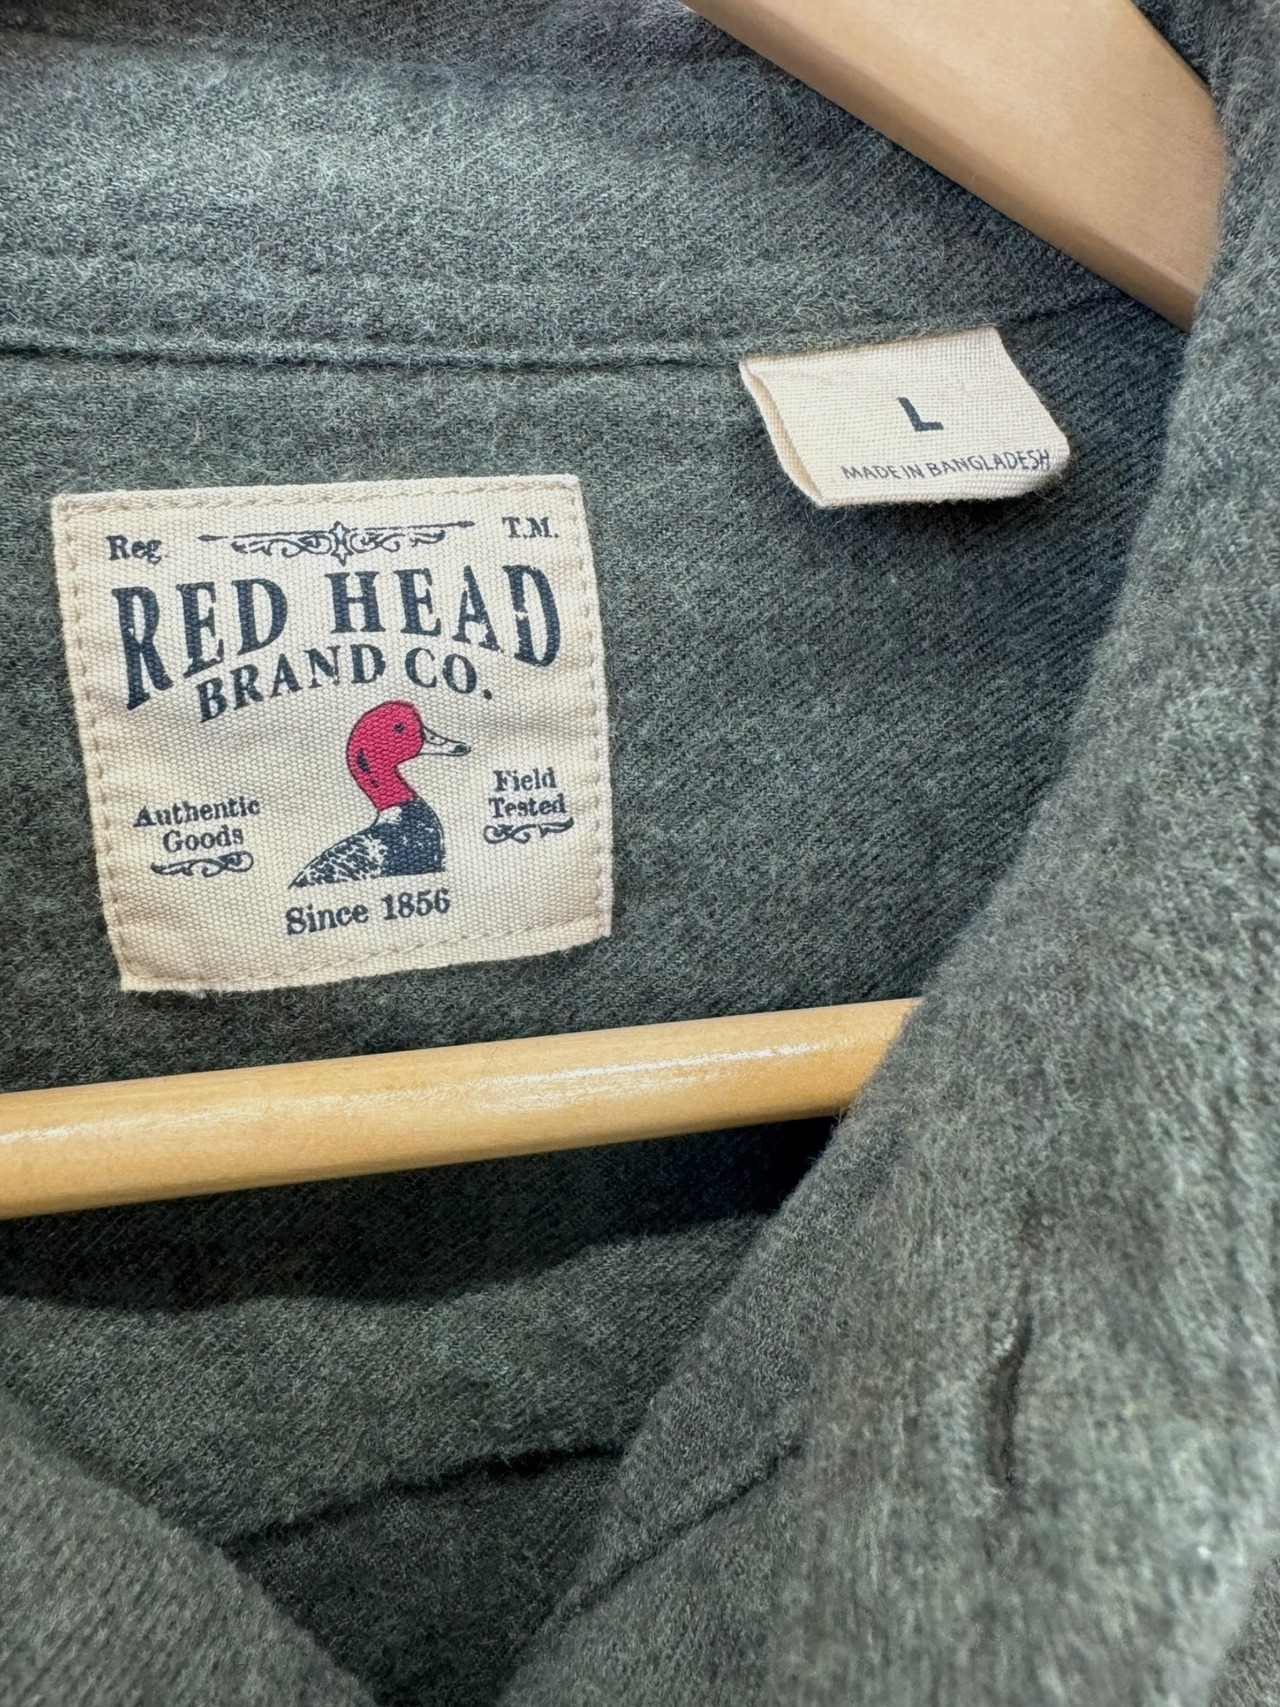 L
MADE IN BANGLADESH
Reg. T.M.
RED HEAD
BRAND CO.
Authentic
Goods
Field
Tested
Since 1856